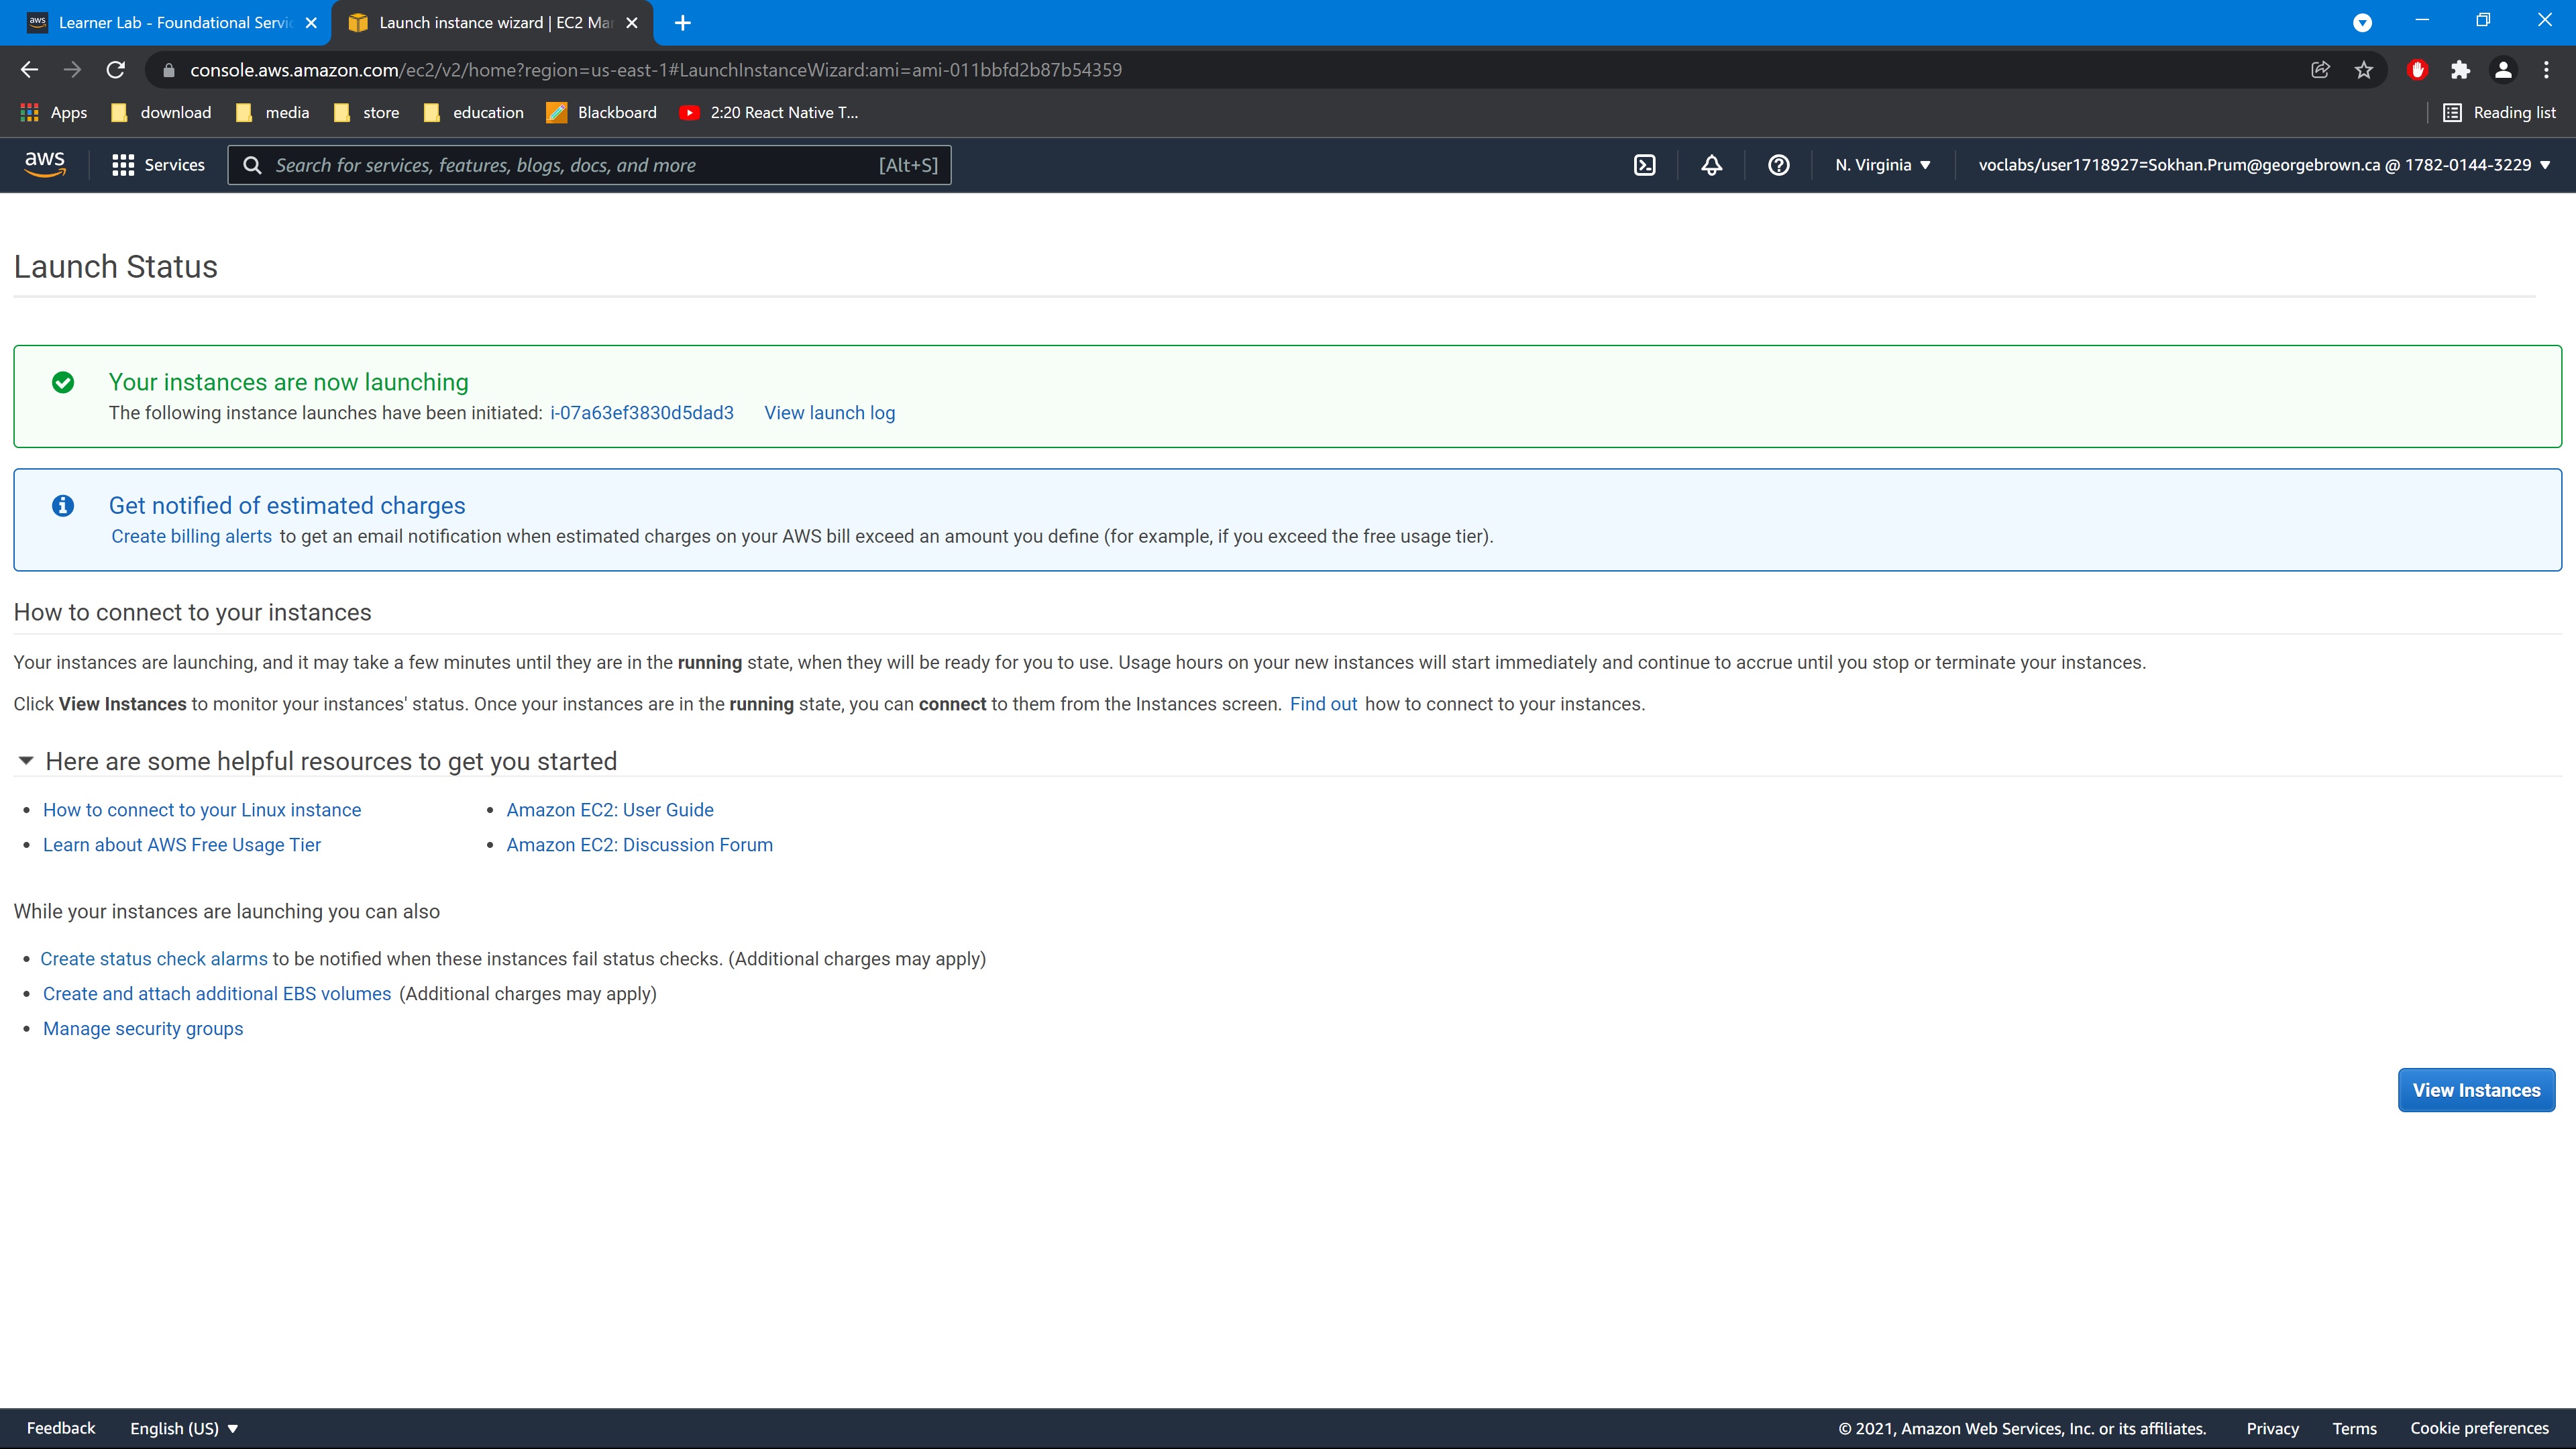 aws Learner Lab - Foundational Servic
Launch instance wizard | EC2 Mar
console.aws.amazon.com/ec2/v2/home?region=us-east-1#LaunchInstanceWizard:ami=ami-011bbfd2b87b54359
Apps download media store education Blackboard 2:20 React Native T... Reading list
aws Services Search for services, features, blogs, docs, and more [Alt+S] N. Virginia ▼ voclabs/user1718927=Sokhan.Prum@georgebrown.ca @ 1782-0144-3229 ▼
Launch Status
Your instances are now launching
The following instance launches have been initiated: i-07a63ef3830d5dad3 View launch log
Get notified of estimated charges
Create billing alerts to get an email notification when estimated charges on your AWS bill exceed an amount you define (for example, if you exceed the free usage tier).
How to connect to your instances
Your instances are launching, and it may take a few minutes until they are in the running state, when they will be ready for you to use. Usage hours on your new instances will start immediately and continue to accrue until you stop or terminate your instances.
Click View Instances to monitor your instances' status. Once your instances are in the running state, you can connect to them from the Instances screen. Find out how to connect to your instances.
Here are some helpful resources to get you started
• How to connect to your Linux instance
• Learn about AWS Free Usage Tier
• Amazon EC2: User Guide
• Amazon EC2: Discussion Forum
While your instances are launching you can also
• Create status check alarms to be notified when these instances fail status checks. (Additional charges may apply)
• Create and attach additional EBS volumes (Additional charges may apply)
• Manage security groups
View Instances
Feedback English (US) ▼ © 2021, Amazon Web Services, Inc. or its affiliates. Privacy Terms Cookie preferences